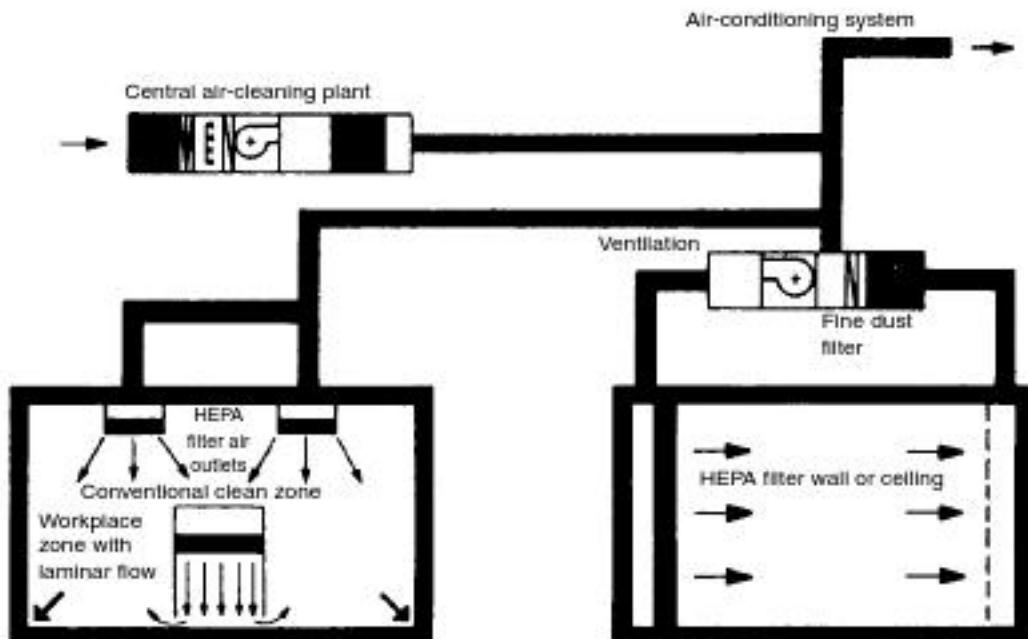 Air-conditioning system
Central air-cleaning plant
Ventilation
Fine dust
filter
HEPA
filter air
outlets
Conventional clean zone
Workplace
zone with
laminar flow
HEPA filter wall or ceiling